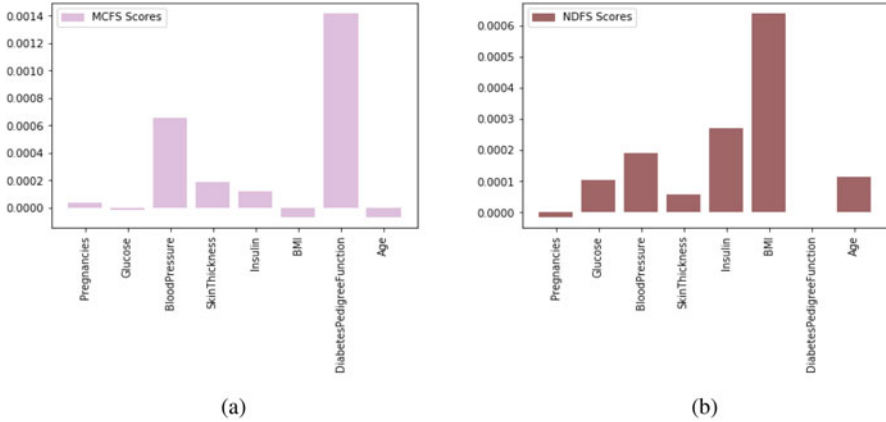 MCFS Scores
0.0014
0.0012
0.0010
0.0008
0.0006
0.0004
0.0002
0.0000
Pregnancies
Glucose
BloodPressure
SkinThickness
Insulin
BMI
DiabetesPedigreeFunction
Age
(a)
NDFS Scores
0.0006
0.0005
0.0004
0.0003
0.0002
0.0001
0.0000
Pregnancies
Glucose
BloodPressure
SkinThickness
Insulin
BMI
DiabetesPedigreeFunction
Age
(b)